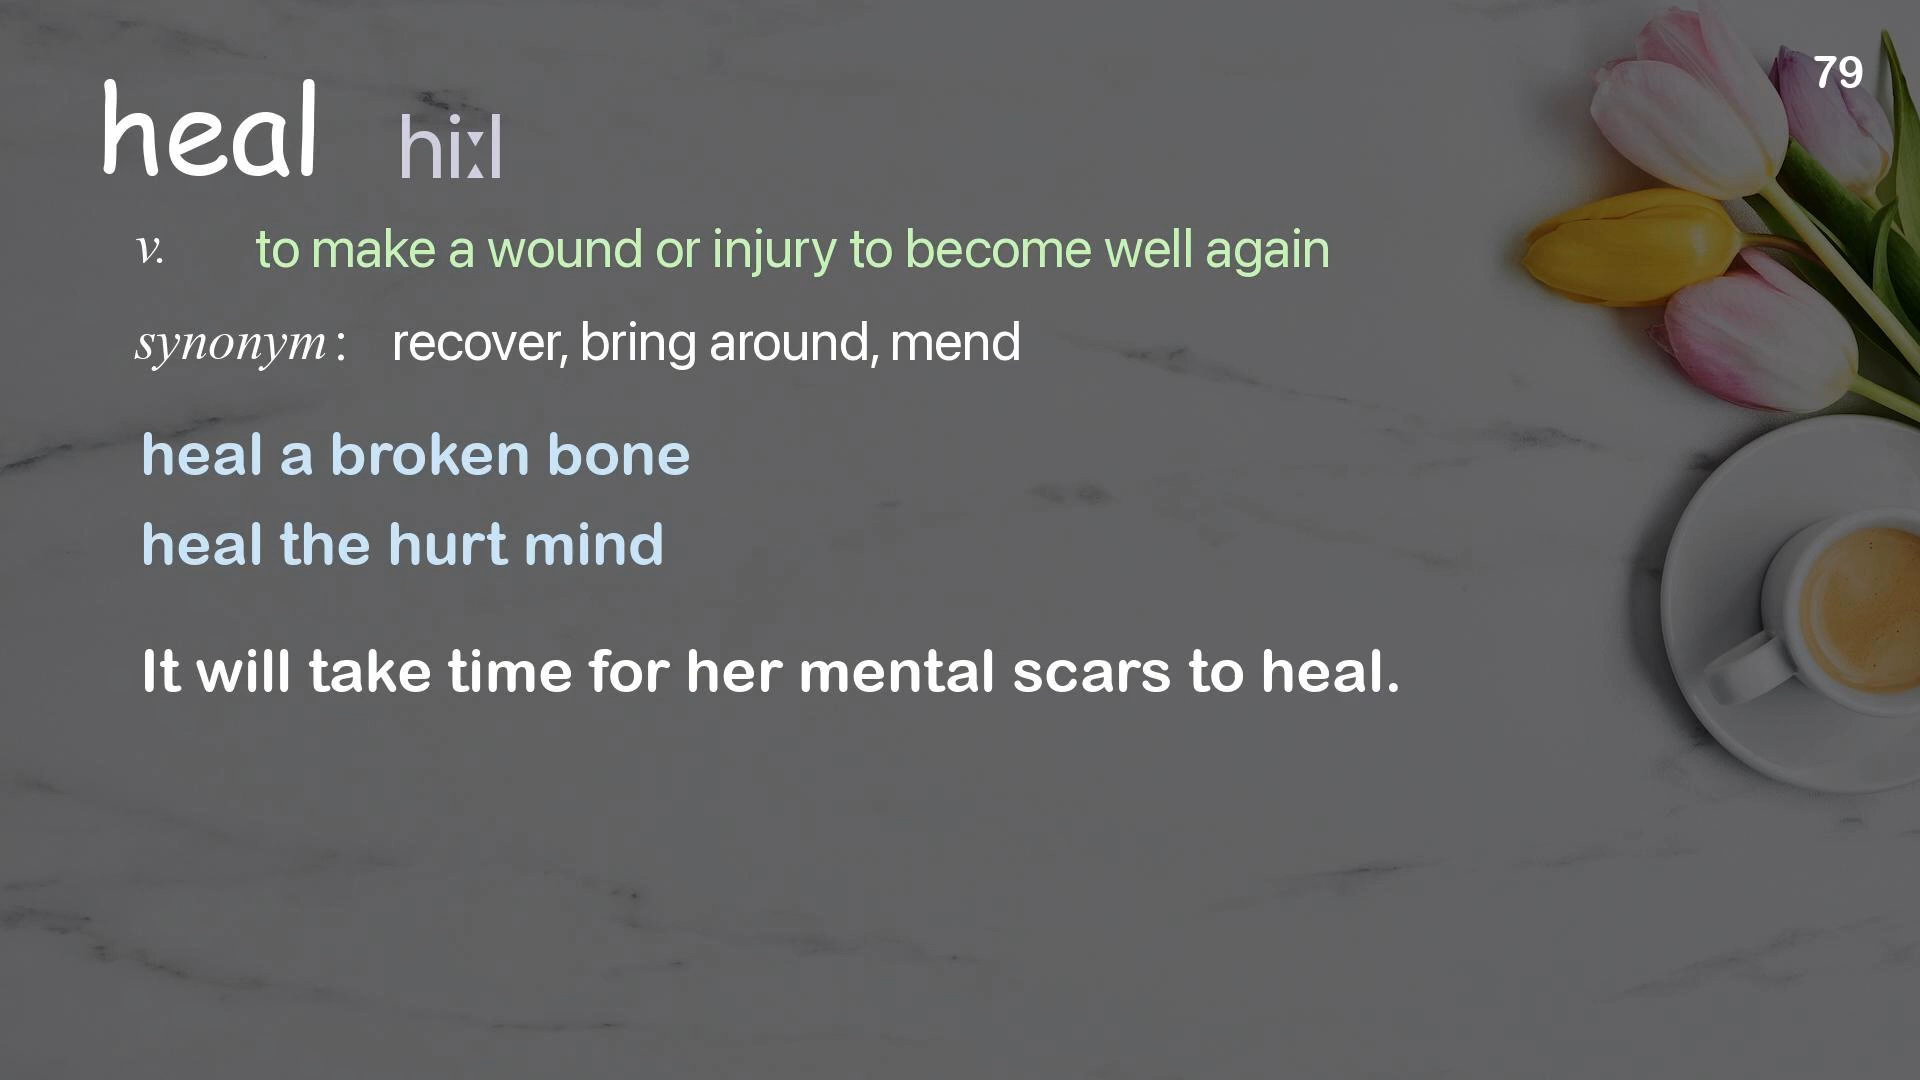 79
heal hiːl
v. to make a wound or injury to become well again
synonym : recover, bring around, mend
heal a broken bone
heal the hurt mind
It will take time for her mental scars to heal.